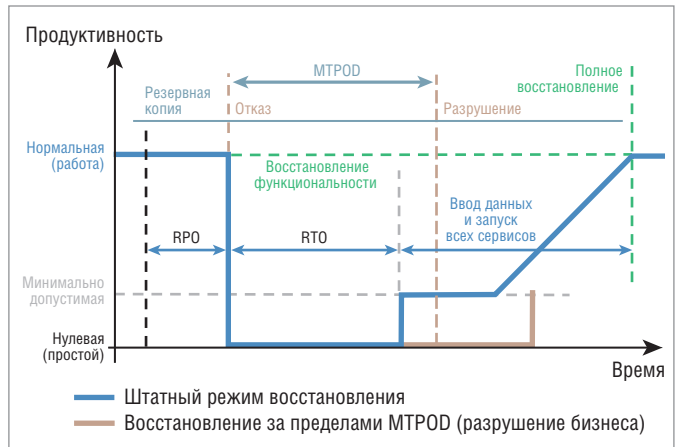 Продуктивность
MTPOD
Полное
восстановление
Резервная
копия
Отказ
Разрушение
Нормальная
(работа)
Восстановление
функциональности
Ввод данных
и запуск
всех сервисов
RPO
RTO
Минимально
допустимая
Нулевая
(простой)
Время
Штатный режим восстановления
Восстановление за пределами MTPOD (разрушение бизнеса)